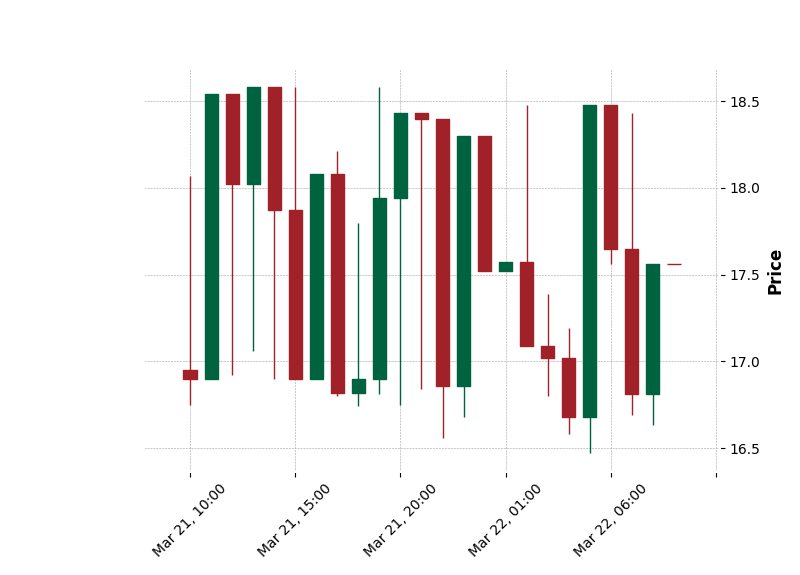 18.5
18.0
17.5
17.0
16.5
Price
Mar 21, 10:00
Mar 21, 15:00
Mar 21, 20:00
Mar 22, 01:00
Mar 22, 06:00